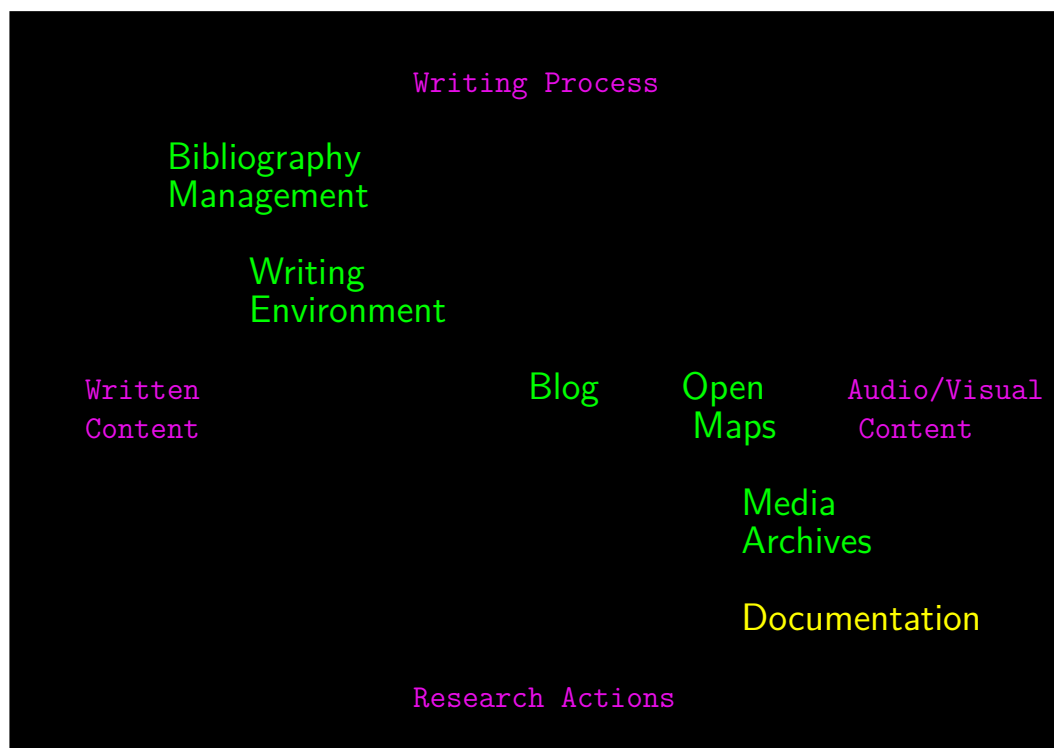 Writing Process
Bibliography
Management
Writing
Environment
Written
Content
Blog
Open
Maps
Audio/Visual
Content
Media
Archives
Documentation
Research Actions